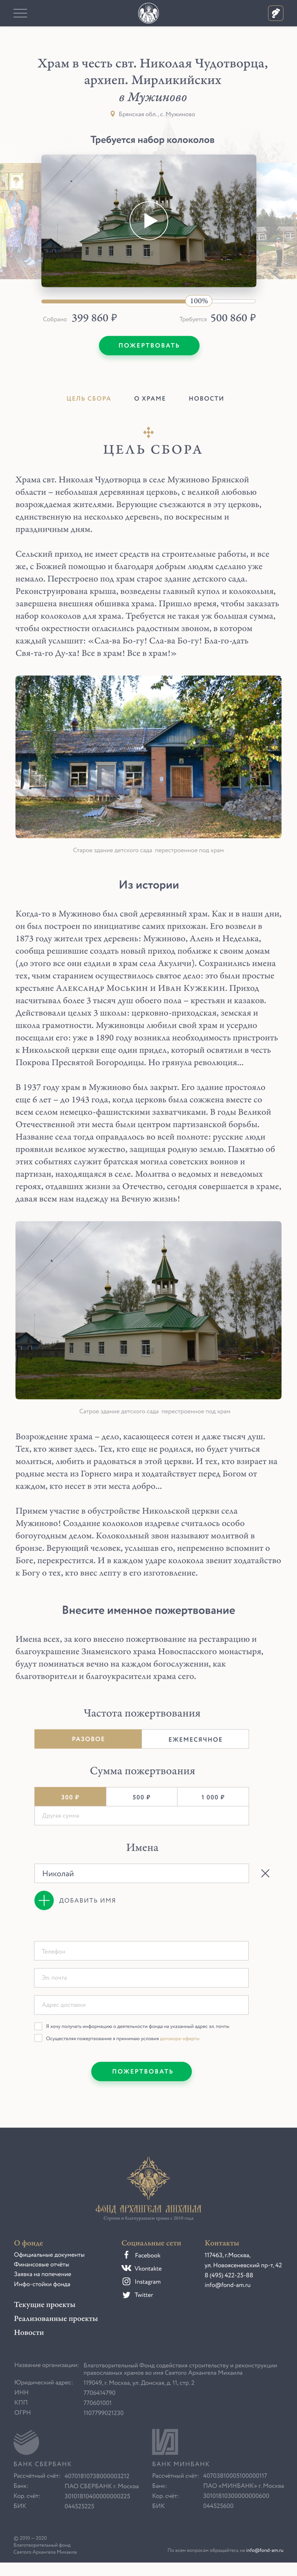 Храм в честь свт. Николая Чудотворца,
архиеп. Мирликийских
в Мужиново
Брянская обл., с. Мужиново
Требуется набор колоколов
100%
Собрано 399 860 ₽
Требуется 500 860 ₽
ПОЖЕРТВОВАТЬ
ЦЕЛЬ СБОРА О ХРАМЕ НОВОСТИ
ЦЕЛЬ СБОРА
Храма свт. Николая Чудотворца в селе Мужиново Брянской
области – небольшая деревянная церковь, с великой любовью
возрождаемая жителями. Верующие съезжаются в эту церковь,
единственную на несколько деревень, по воскресным и
праздничным дням.
Сельский приход не имеет средств на строительные работы, и все
же, с Божией помощью и благодаря добрым людям сделано уже
немало. Перестроено под храм старое здание детского сада.
Реконструирована крыша, возведены главный купол и колокольня,
завершена внешняя обшивка храма. Пришло время, чтобы заказать
набор колоколов для храма. Требуется не такая уж большая сумма,
чтобы окрестности огласились радостным звоном, в котором
каждый услышит: «Сла-ва Бо-гу! Сла-ва Бо-гу! Бла-го-дать
Свя-та-го Ду-ха! Все в храм! Все в храм!»
Старое здание детского сада перестроенное под храм
Из истории
Когда-то в Мужиново был свой деревянный храм. Как и в наши дни,
он был построен по инициативе самих прихожан. Его возвели в
1873 году жители трех деревень: Мужиново, Алень и Неделька,
сообща решившие создать новый приход поближе к своим домам
(до этого все они ездили в храм села Акуличи). Сохранились имена
тех, чьим старанием осуществилось святое дело: это были простые
крестьяне Александр Москьин и Иван Кужекин. Приход
насчитывал более 3 тысяч душ обоего пола – крестьян и казаков.
Действовали целых 3 школы: церковно-приходская, земская и
школа грамотности. Мужиновцы любили свой храм и усердно
посещали его: уже в 1890 году возникла необходимость пристроить
к Никольской церкви еще один придел, который освятили в честь
Покрова Пресвятой Богородицы. Но грянула революция...
В 1937 году храм в Мужиново был закрыт. Его здание простояло
еще 6 лет – до 1943 года, когда церковь была сожжена вместе со
всем селом немецко-фашистскими захватчиками. В годы Великой
Отечественной эти места были центром партизанской борьбы.
Название села тогда оправдалось во всей полноте: русские люди
проявили великое мужество, защищая родную землю. Памятью об
этих событиях служит братская могила советских воинов и
партизан, находящаяся в селе. Молитва о ведомых и неведомых
героях, отдавших жизни за Отечество, сегодня совершается в храме,
давая всем нам надежду на Вечную жизнь!
Сатрое здание детского сада перестроенное под храм
Возрождение храма – дело, касающееся сотен и даже тысяч душ.
Тех, кто живет здесь. Тех, кто еще не родился, но будет учиться
молиться, любить и радоваться в этой церкви. И тех, кто взирает на
родные места из Горнего мира и ходатайствует перед Богом от
каждом, кто несет в эти места добро...
Примем участие в обустройстве Никольской церкви села
Мужиново! Создание колоколов издревле считалось особо
богоугодным делом. Колокольный звон называют молитвой в
бронзе. Верующий человек, услышав его, непременно вспомнит о
Боге, перекрестится. И в каждом ударе колокола звенит ходатайство
к Богу о тех, кто внес лепту в его изготовление.
Внесите именное пожертвование
Имена всех, за кого внесено пожертвование на реставрацию и
благоукрашение Знаменского храма Новоспасского монастыря,
будут поминаться вечно на каждом богослужении, как
благотворители и благоукрасители храма сего.
Частота пожертвования
РАЗОВОЕ ЕЖЕМЕСЯЧНОЕ
Сумма пожертвоания
300 ₽ 500 ₽ 1 000 ₽
Другая сумма
Имена
Николай
ДОБАВИТЬ ИМЯ
Телефон
Эл. почта
Адрес доставки
Я хочу получать информацию о деятельности фонда на указанный адрес эл. почты
Осуществляя пожертвование я принимаю условия договора оферты
ПОЖЕРТВОВАТЬ
ФОНД АРХАНГЕЛА МИХАИЛА
Строим и благоукрашаем храмы с 2010 года
О фонде
Официальные документы
Финансовые отчёты
Заявка на попечение
Инфо-стойки фонда
Текущие проекты
Реализованные проекты
Новости
Социальные сети
Facebook
Vkontakte
Instagram
Twitter
Контакты
117463, г.Москва,
ул. Новоясеневский пр-т, 42
8 (495) 422-25-88
info@fond-am.ru
Название организации: Благотворительный Фонд содействия строительству и реконструкции
православных храмов во имя Святого Архангела Михаила
Юридический адрес: 119049, г. Москва, ул. Донская, д. 11, стр. 2
ИНН 7706414790
КПП 770601001
ОГРН 1107799021230
БАНК СБЕРБАНК
Рассчётный счёт: 40701810738000003212
Банк: ПАО СБЕРБАНК г. Москва
Кор. счёт: 30101810400000000225
БИК 044525225
БАНК МИНБАНК
Рассчётный счёт: 40703810005100000117
Банк: ПАО «МИНБАНК» г. Москва
Кор. счёт: 30101810300000000600
БИК 044525600
© 2010 — 2020
Благотворительный фонд
Святого Архангела Михаила
По всем вопросам обращайтесь на info@fond-am.ru